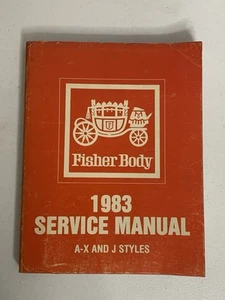 Fisher Body
1983
SERVICE MANUAL
A-X AND J STYLES